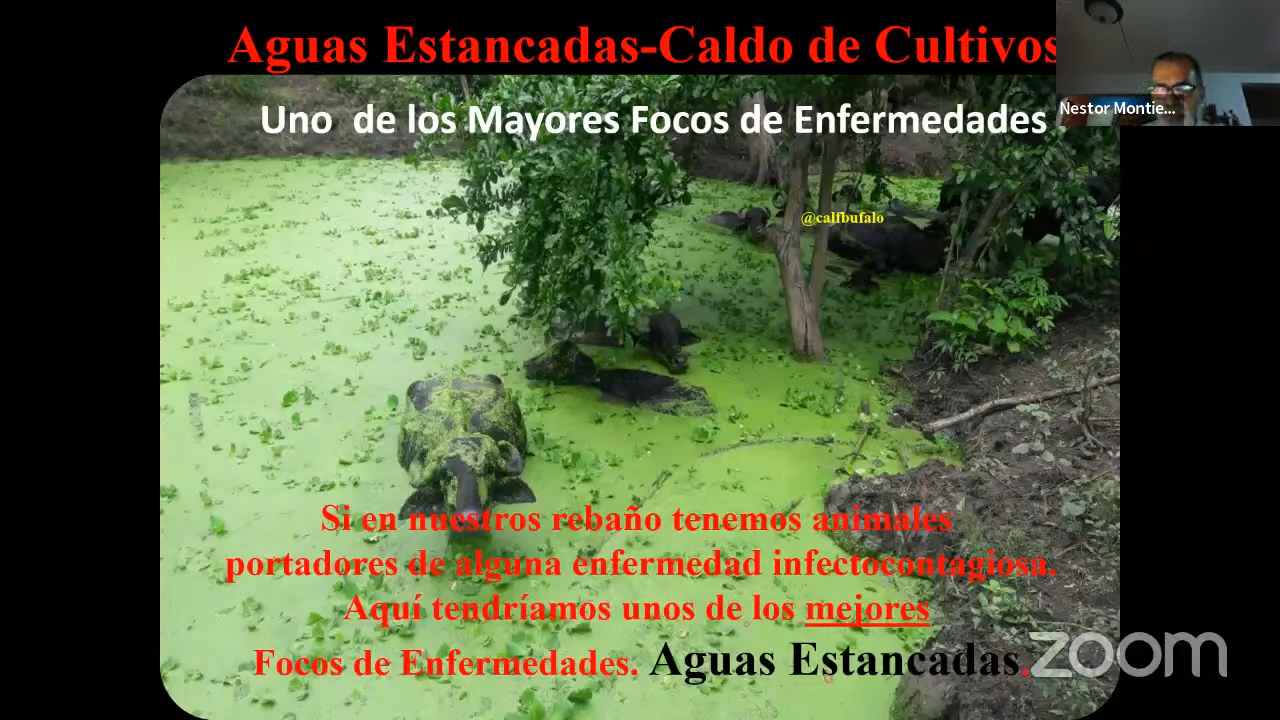 Aguas Estancadas-Caldo de Cultivos
Uno de los Mayores Focos de Enfermedades
Nestor Montie...
@calfbufalo
Si en nuestros rebaño tenemos animales
portadores de alguna enfermedad infectocontagiosa.
Aquí tendríamos unos de los mejores
Focos de Enfermedades. Aguas Estancadas.
zoom